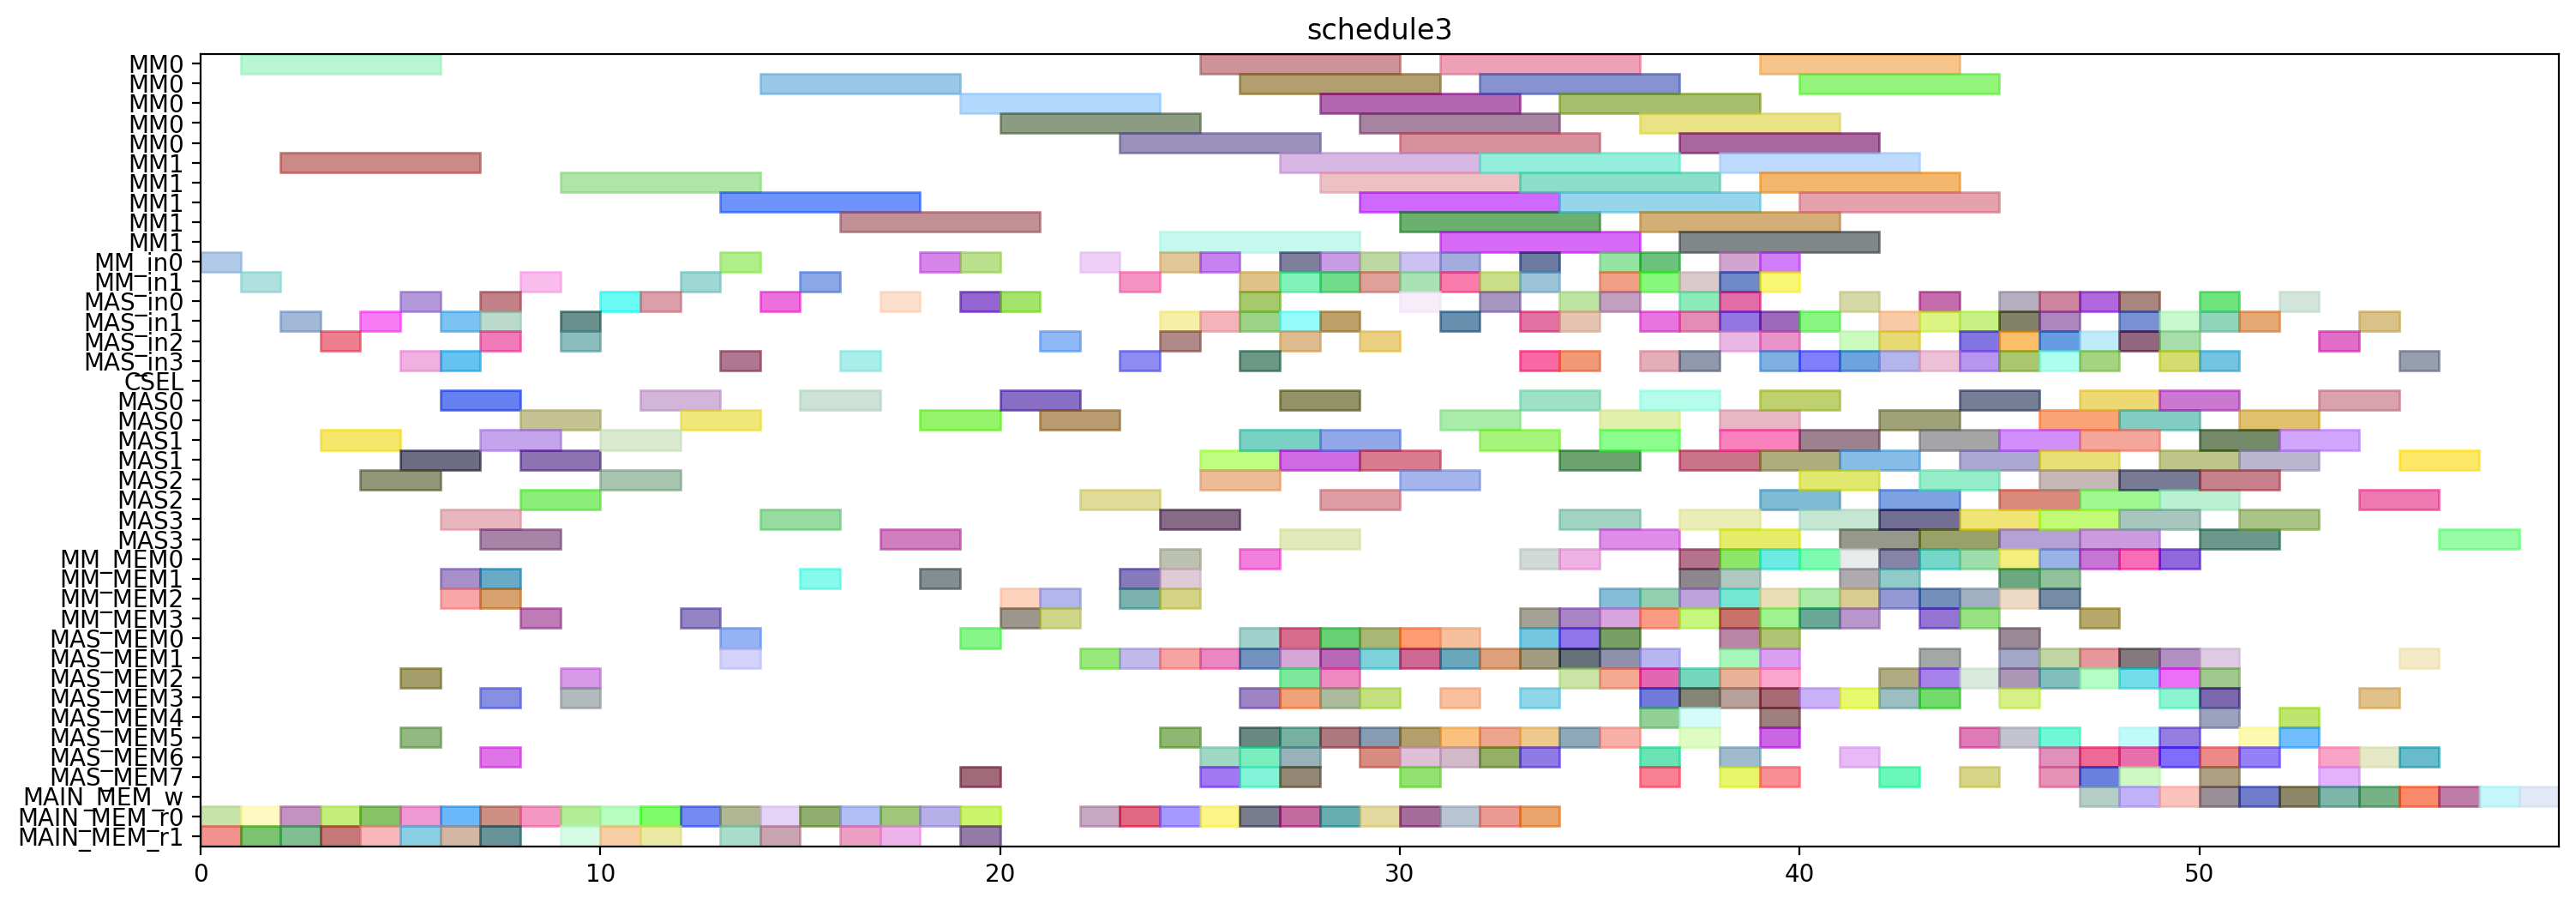 schedule3
MM0
MM0
MM0
MM0
MM0
MM1
MM1
MM1
MM1
MM1
MM_in0
MM_in1
MAS_in0
MAS_in1
MAS_in2
MAS_in3
CSEL
MAS0
MAS0
MAS1
MAS1
MAS2
MAS2
MAS3
MAS3
MM_MEM0
MM_MEM1
MM_MEM2
MM_MEM3
MAS_MEM0
MAS_MEM1
MAS_MEM2
MAS_MEM3
MAS_MEM4
MAS_MEM5
MAS_MEM6
MAS_MEM7
MAIN_MEM_w
MAIN_MEM_r0
MAIN_MEM_r1
0 10 20 30 40 50